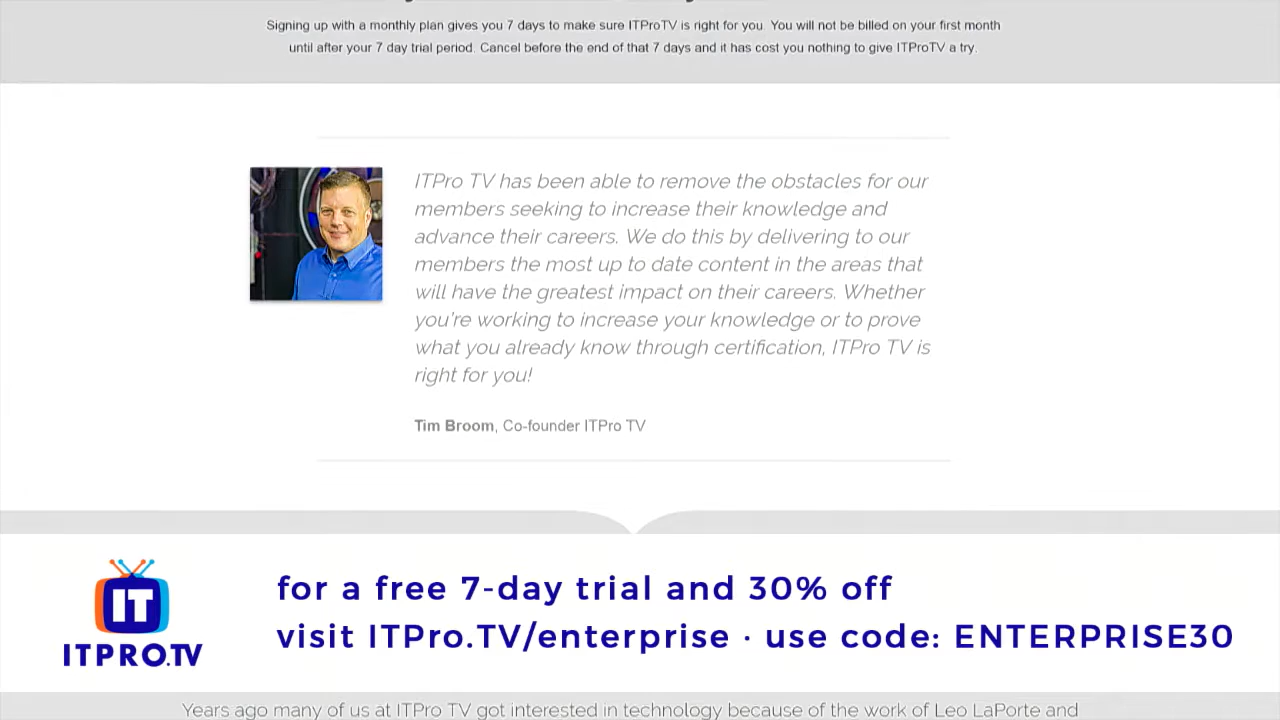 Signing up with a monthly plan gives you 7 days to make sure ITProTV is right for you. You will not be billed on your first month
until after your 7 day trial period. Cancel before the end of that 7 days and it has cost you nothing to give ITProTV a try.
ITPro TV has been able to remove the obstacles for our
members seeking to increase their knowledge and
advance their careers. We do this by delivering to our
members the most up to date content in the areas that
will have the greatest impact on their careers. Whether
you're working to increase your knowledge or to prove
what you already know through certification, ITPro TV is
right for you!
Tim Broom, Co-founder ITPro TV
IT
ITPRO.TV
for a free 7-day trial and 30% off
visit ITPro.TV/enterprise · use code: ENTERPRISE30
Years ago many of us at ITPro TV got interested in technology because of the work of Leo LaPorte and